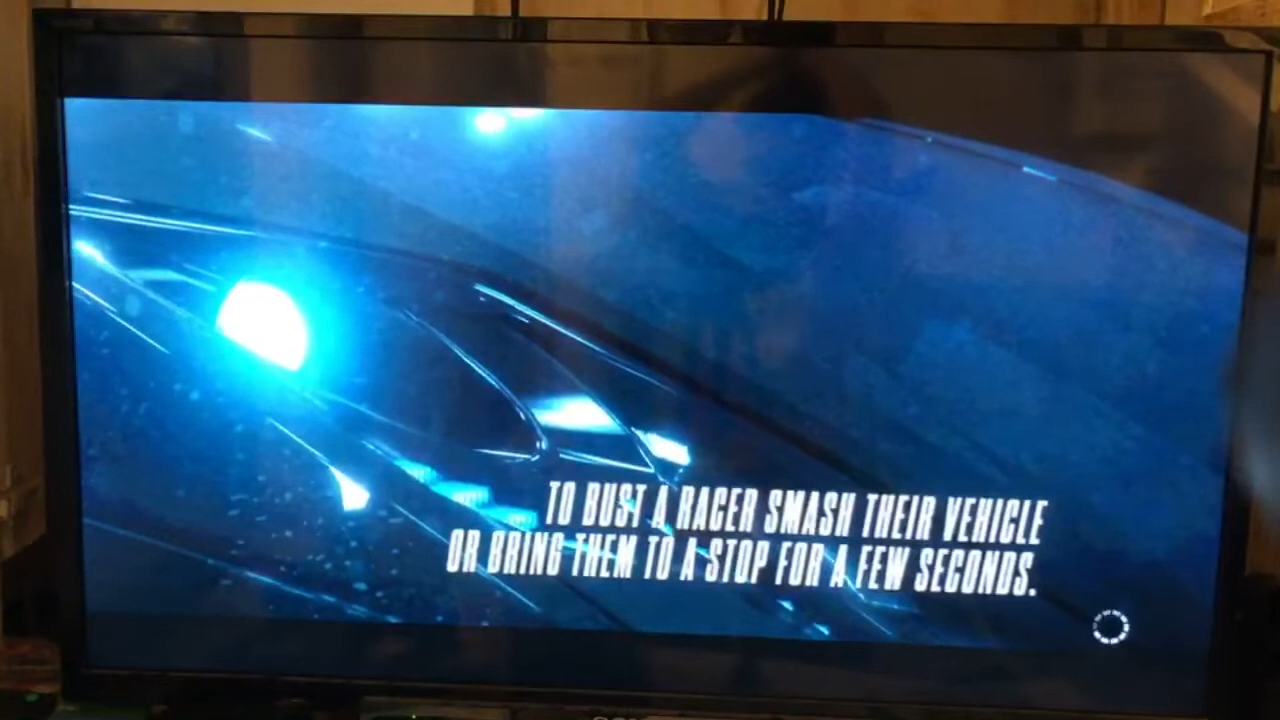 TO BUST A RACER SMASH THEIR VEHICLE
OR BRING THEM TO A STOP FOR A FEW SECONDS.